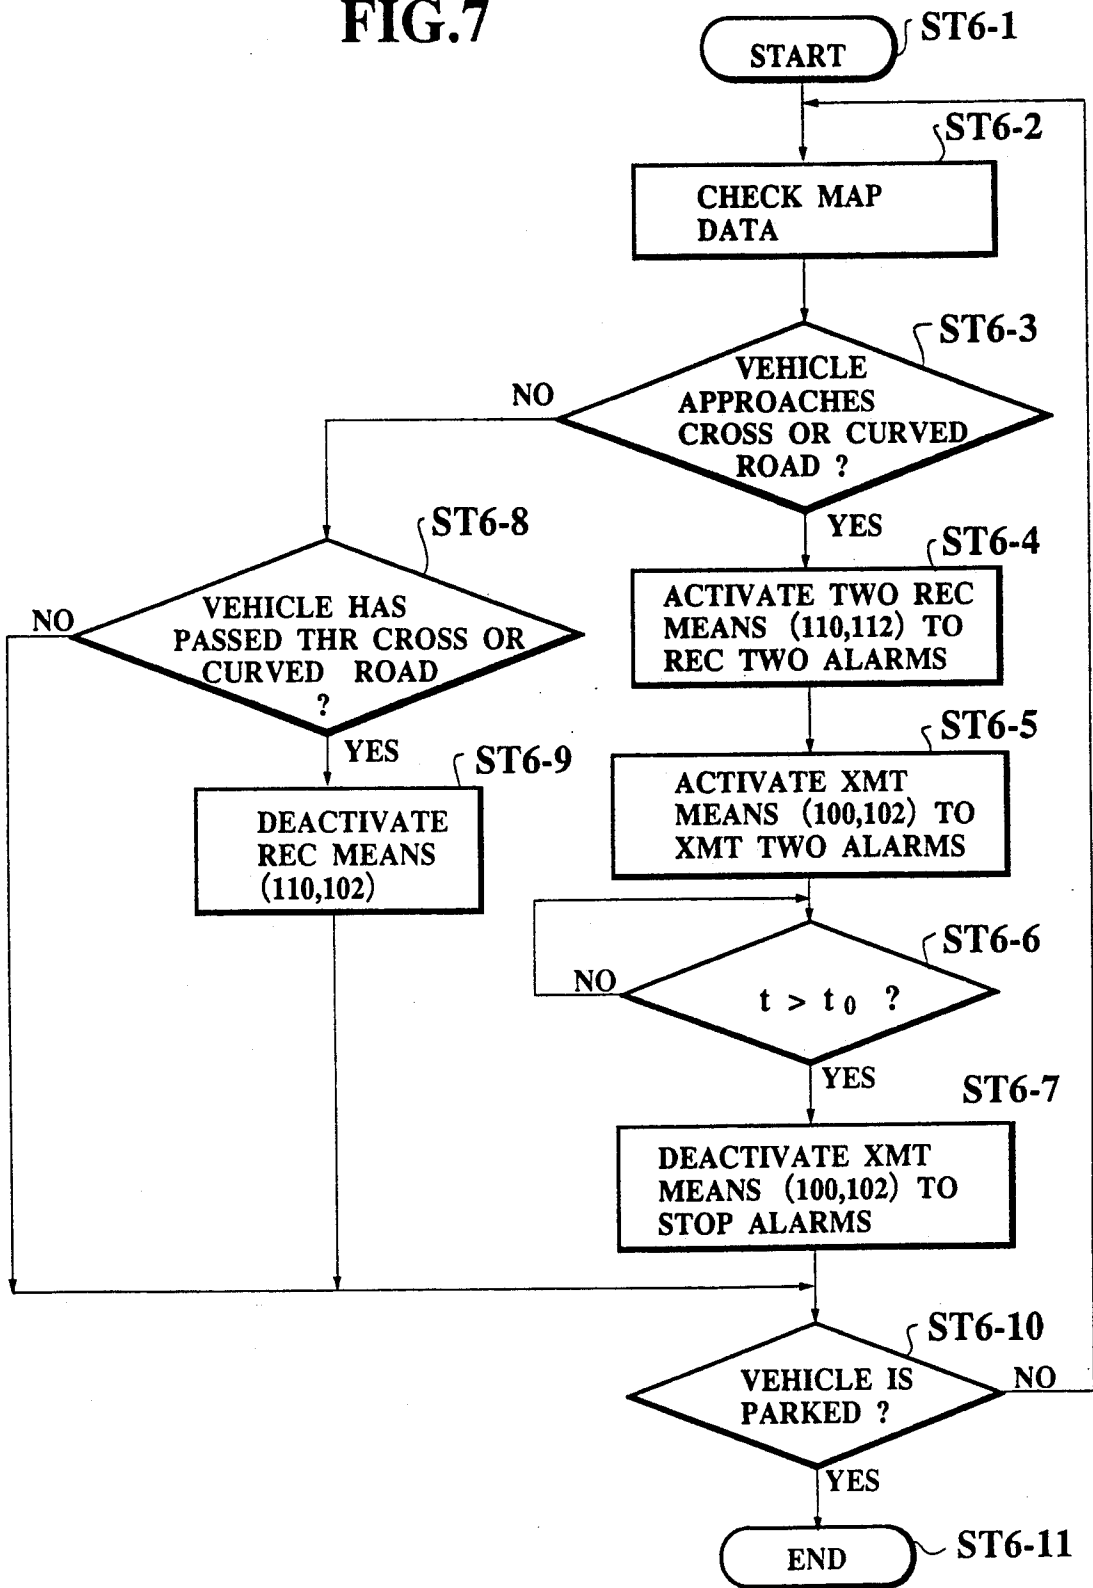 FIG.7
START
ST6-1
ST6-2
CHECK MAP
DATA
ST6-3
VEHICLE
APPROACHES
CROSS OR CURVED
ROAD ?
NO
YES
ST6-4
ACTIVATE TWO REC
MEANS (110,112) TO
REC TWO ALARMS
ST6-5
ACTIVATE XMT
MEANS (100,102) TO
XMT TWO ALARMS
ST6-6
NO
t > t0 ?
YES
ST6-7
DEACTIVATE XMT
MEANS (100,102) TO
STOP ALARMS
ST6-8
NO
VEHICLE HAS
PASSED THR CROSS OR
CURVED ROAD
?
YES
ST6-9
DEACTIVATE
REC MEANS
(110,102)
ST6-10
VEHICLE IS
PARKED ?
NO
YES
END
ST6-11